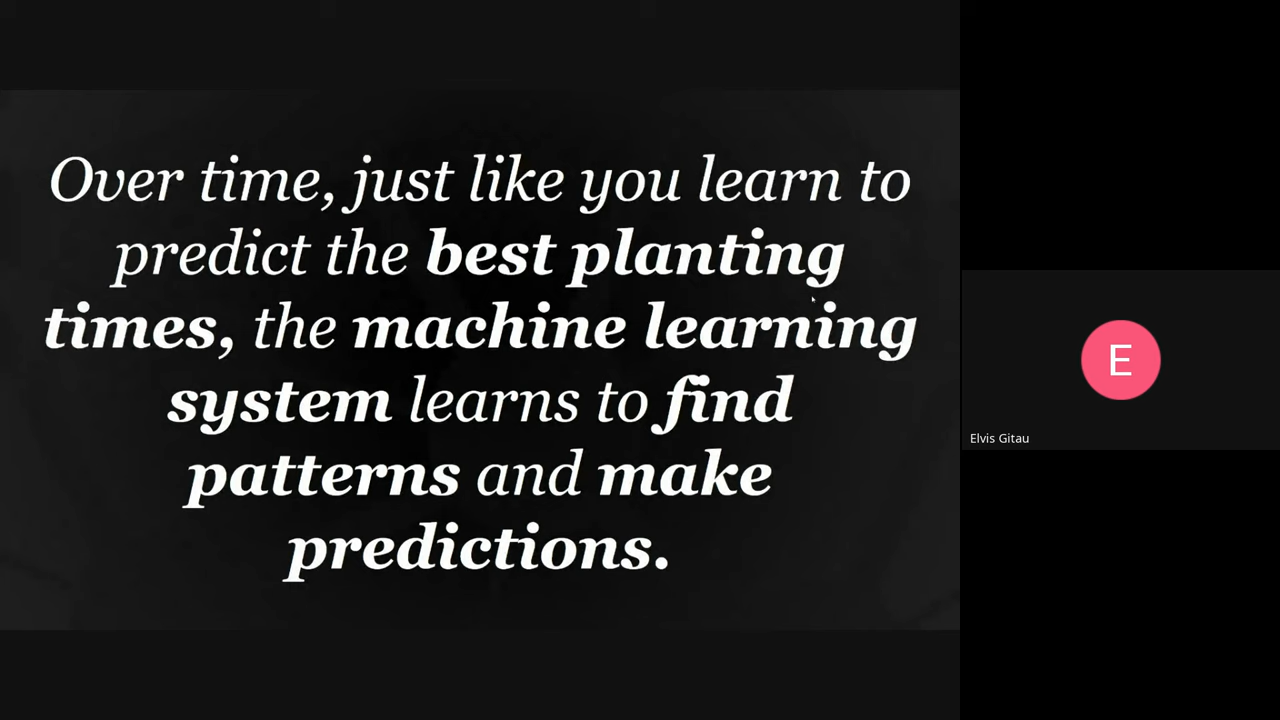 Over time, just like you learn to
predict the best planting
times, the machine learning
system learns to find
patterns and make
predictions.
E
Elvis Gitau